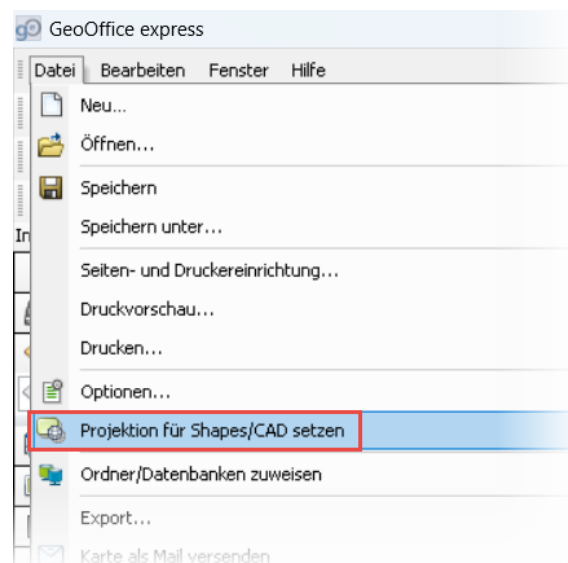 GeoOffice express
Datei Bearbeiten Fenster Hilfe
Neu...
Öffnen...
Speichern
Speichern unter...
In
Seiten- und Druckereinrichtung...
Druckvorschau...
Drucken...
Optionen...
Projektion für Shapes/CAD setzen
Ordner/Datenbanken zuweisen
Export...
Karte als Mail versenden